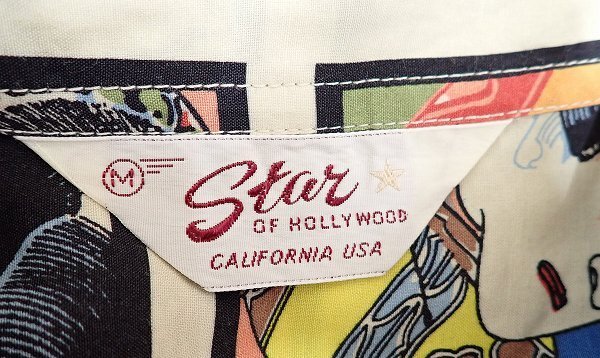 M
Star
OF HOLLYWOOD
CALIFORNIA USA